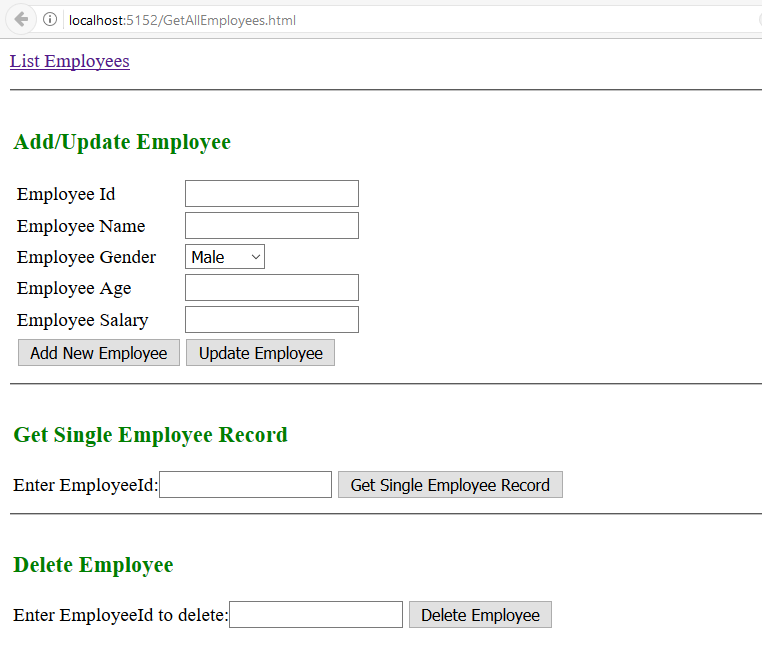 localhost:5152/GetAllEmployees.html
List Employees
Add/Update Employee
Employee Id
Employee Name
Employee Gender Male
Employee Age
Employee Salary
Add New Employee Update Employee
Get Single Employee Record
Enter EmployeeId: Get Single Employee Record
Delete Employee
Enter EmployeeId to delete: Delete Employee